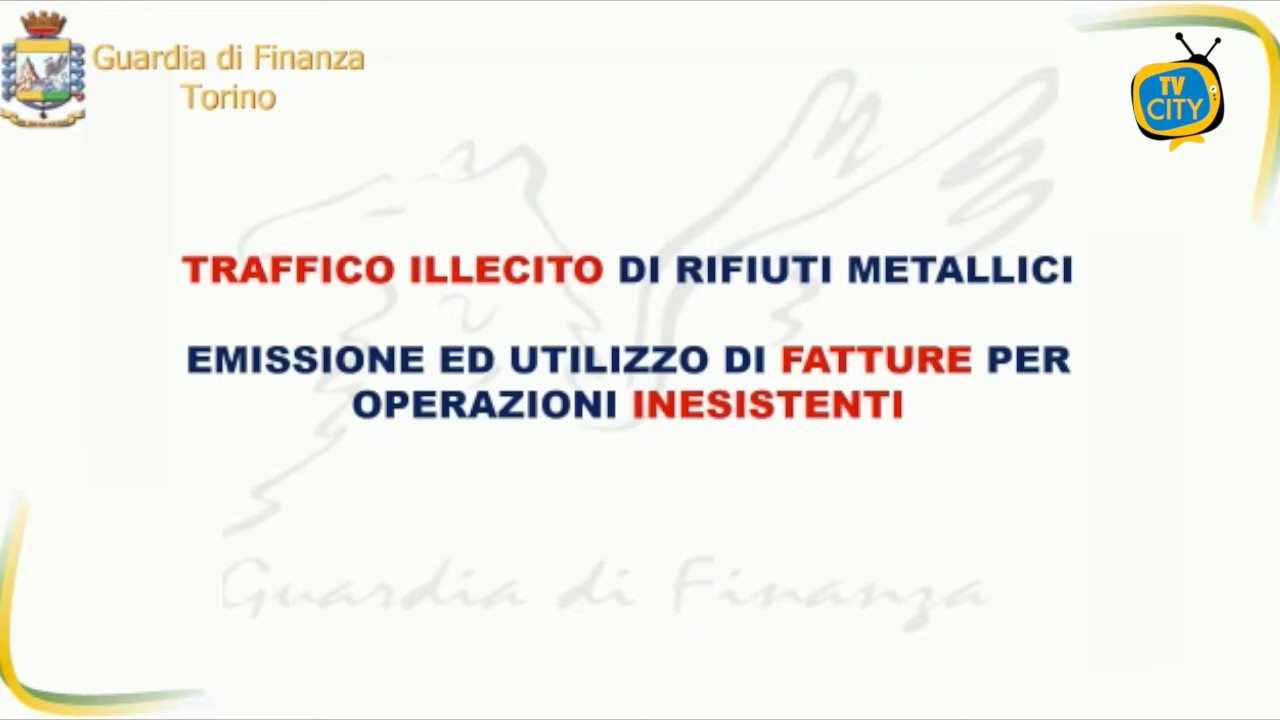 Guardia di Finanza
Torino
TV
CITY
TRAFFICO ILLECITO DI RIFIUTI METALLICI
EMISSIONE ED UTILIZZO DI FATTURE PER
OPERAZIONI INESISTENTI
Guardia di Finanza